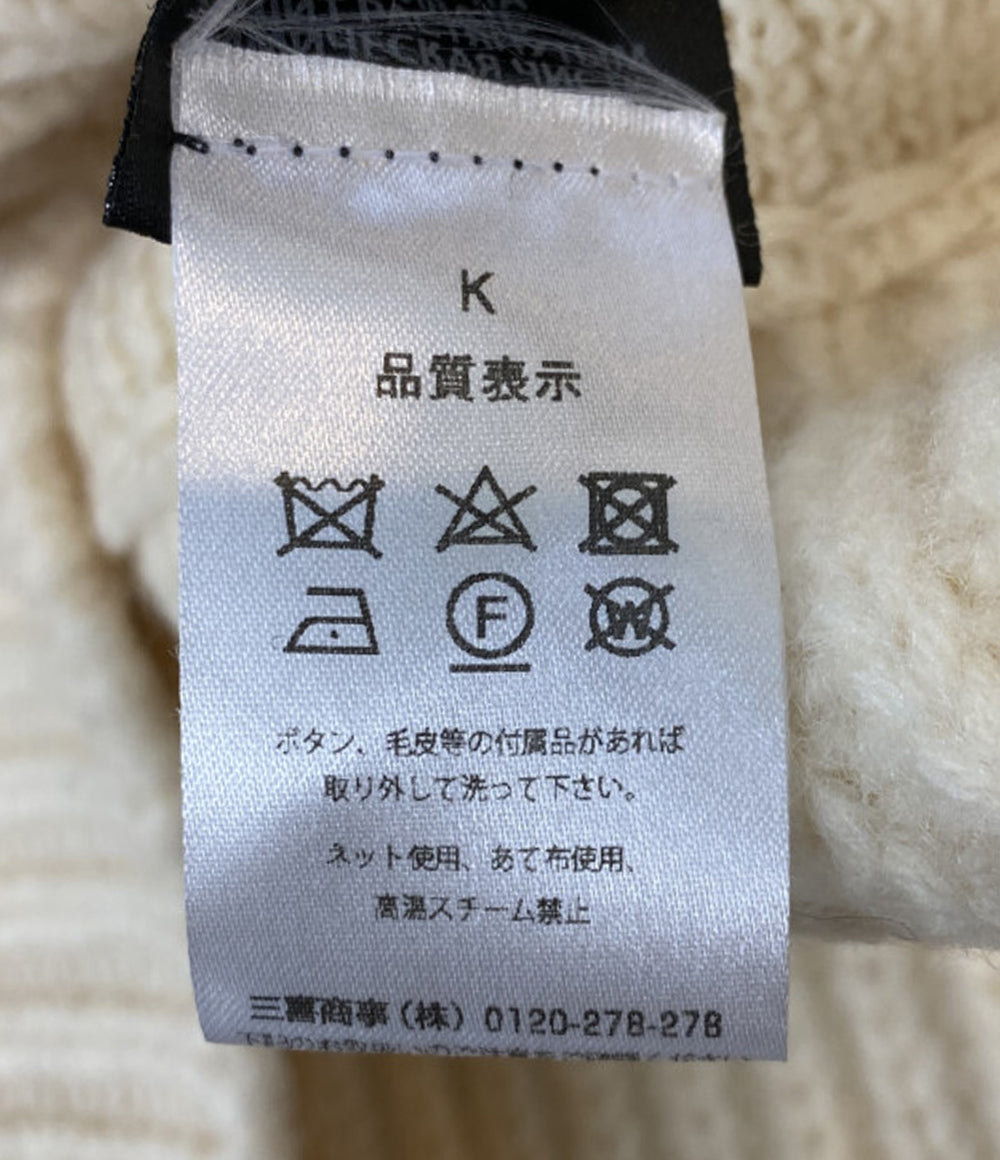 K
品質表示
F
W
ボタン、毛皮等の付属品があれば
取り外して洗って下さい。
ネット使用、あて布使用、
高温スチーム禁止
三喜商事(株) 0120-278-278